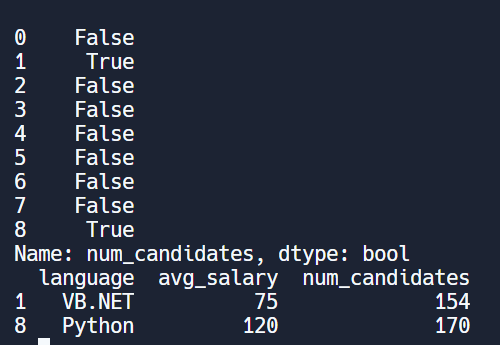 0    False
1     True
2    False
3    False
4    False
5    False
6    False
7    False
8     True
Name: num_candidates, dtype: bool
  language  avg_salary  num_candidates
1   VB.NET          75             154
8   Python         120             170